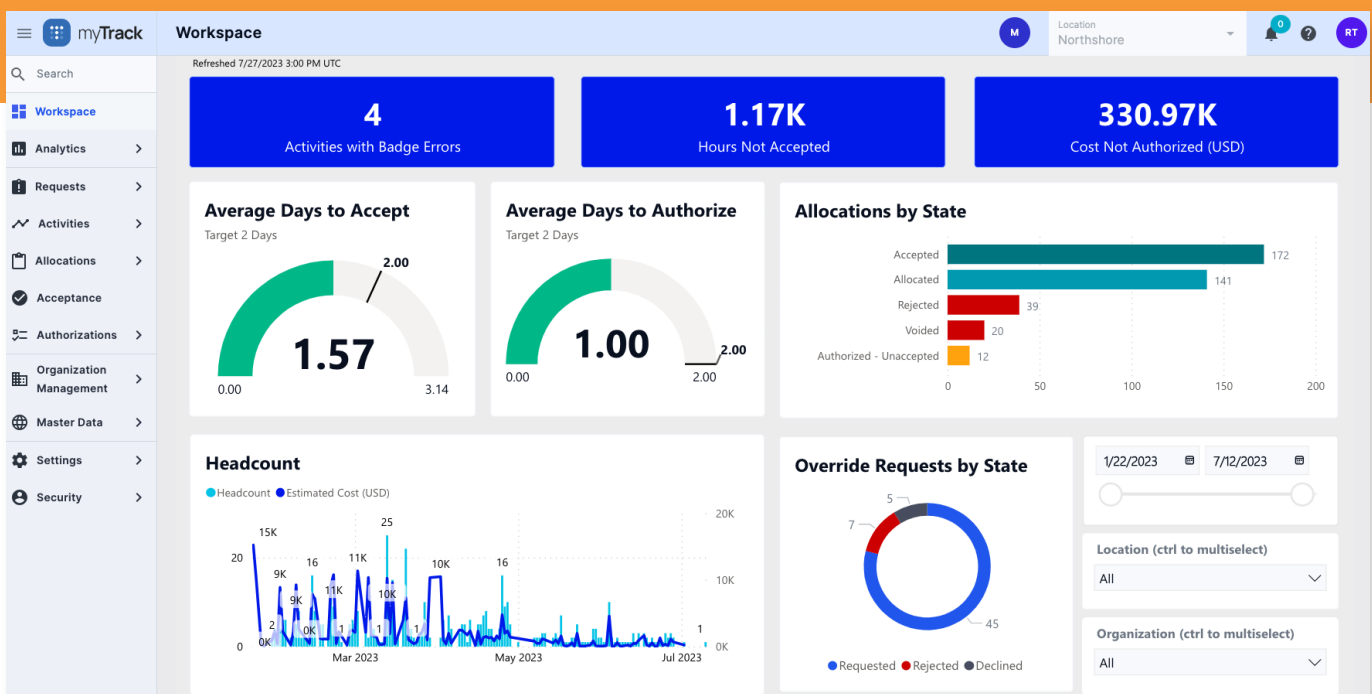 myTrack
Workspace
M
Location
Northshore
0
RT
Search
Workspace
Analytics
Requests
Activities
Allocations
Acceptance
Authorizations
Organization
Management
Master Data
Settings
Security
Refreshed 7/27/2023 3:00 PM UTC
4
Activities with Badge Errors
1.17K
Hours Not Accepted
330.97K
Cost Not Authorized (USD)
Average Days to Accept
Target 2 Days
2.00
1.57
0.00
3.14
Average Days to Authorize
Target 2 Days
1.00
2.00
0.00
2.00
Allocations by State
Accepted 172
Allocated 141
Rejected 39
Voided 20
Authorized - Unaccepted 12
0 50 100 150 200
Headcount
Headcount Estimated Cost (USD)
20K
25
15K
20
16
11K
10K
16
9K
10K
11K
10K
9K
2
0K
1
1
1
1
0K
0
0K
Mar 2023 May 2023 Jul 2023
Override Requests by State
5
7
45
Requested Rejected Declined
1/22/2023 7/12/2023
Location (ctrl to multiselect)
All
Organization (ctrl to multiselect)
All